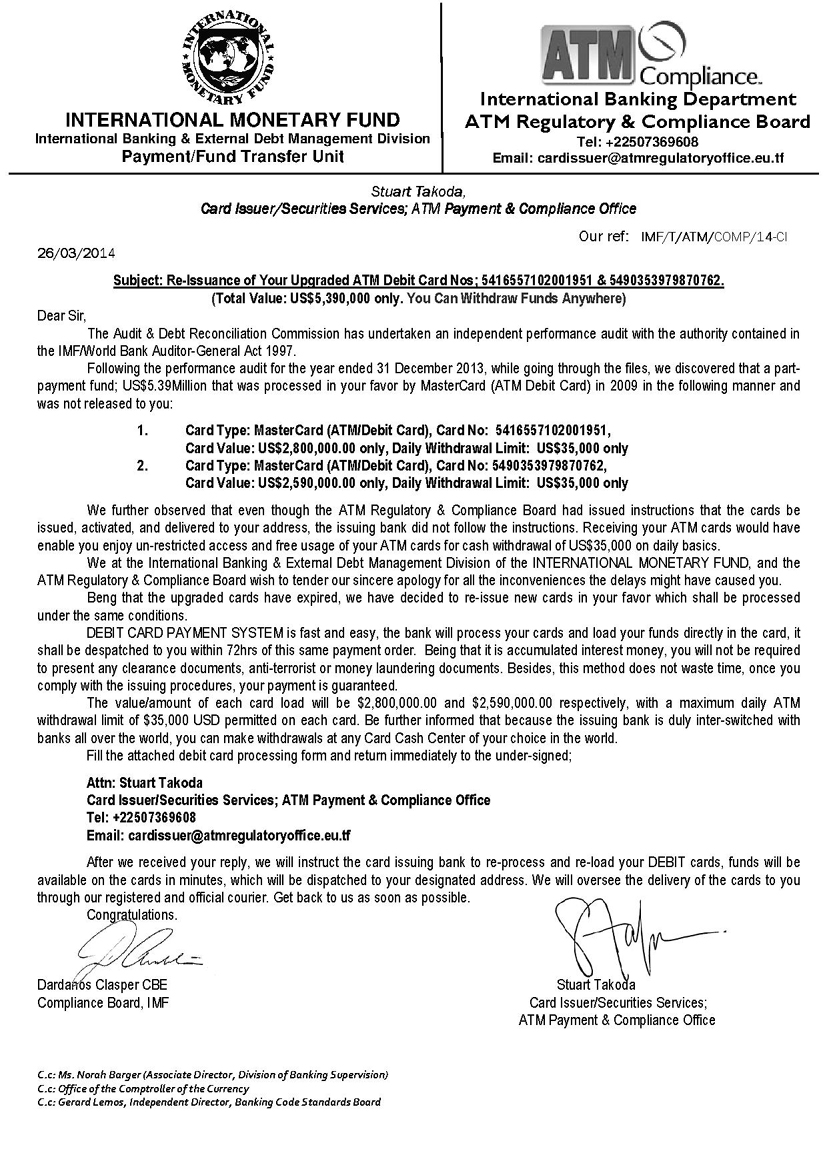 INTERNATIONAL MONETARY FUND
INTERNATIONAL MONETARY FUND
International Banking & External Debt Management Division
Payment/Fund Transfer Unit
ATM Compliance™
International Banking Department
ATM Regulatory & Compliance Board
Tel: +22507369608
Email: cardissuer@atmregulatoryoffice.eu.tf
Stuart Takoda,
Card Issuer/Securities Services; ATM Payment & Compliance Office
Our ref: IMF/T/ATM/COMP/14-CI
26/03/2014
Subject: Re-Issuance of Your Upgraded ATM Debit Card Nos; 5416557102001951 & 5490353979870762.
(Total Value: US$5,390,000 only. You Can Withdraw Funds Anywhere)
Dear Sir,
The Audit & Debt Reconciliation Commission has undertaken an independent performance audit with the authority contained in
the IMF/World Bank Auditor-General Act 1997.
Following the performance audit for the year ended 31 December 2013, while going through the files, we discovered that a part-
payment fund; US$5.39Million that was processed in your favor by MasterCard (ATM Debit Card) in 2009 in the following manner and
was not released to you:
1. Card Type: MasterCard (ATM/Debit Card), Card No: 5416557102001951,
Card Value: US$2,800,000.00 only, Daily Withdrawal Limit: US$35,000 only
2. Card Type: MasterCard (ATM/Debit Card), Card No: 5490353979870762,
Card Value: US$2,590,000.00 only, Daily Withdrawal Limit: US$35,000 only
We further observed that even though the ATM Regulatory & Compliance Board had issued instructions that the cards be
issued, activated, and delivered to your address, the issuing bank did not follow the instructions. Receiving your ATM cards would have
enable you enjoy un-restricted access and free usage of your ATM cards for cash withdrawal of US$35,000 on daily basics.
We at the International Banking & External Debt Management Division of the INTERNATIONAL MONETARY FUND, and the
ATM Regulatory & Compliance Board wish to tender our sincere apology for all the inconveniences the delays might have caused you.
Beng that the upgraded cards have expired, we have decided to re-issue new cards in your favor which shall be processed
under the same conditions.
DEBIT CARD PAYMENT SYSTEM is fast and easy, the bank will process your cards and load your funds directly in the card, it
shall be despatched to you within 72hrs of this same payment order. Being that it is accumulated interest money, you will not be required
to present any clearance documents, anti-terrorist or money laundering documents. Besides, this method does not waste time, once you
comply with the issuing procedures, your payment is guaranteed.
The value/amount of each card load will be $2,800,000.00 and $2,590,000.00 respectively, with a maximum daily ATM
withdrawal limit of $35,000 USD permitted on each card. Be further informed that because the issuing bank is duly inter-switched with
banks all over the world, you can make withdrawals at any Card Cash Center of your choice in the world.
Fill the attached debit card processing form and return immediately to the under-signed;
Attn: Stuart Takoda
Card Issuer/Securities Services; ATM Payment & Compliance Office
Tel: +22507369608
Email: cardissuer@atmregulatoryoffice.eu.tf
After we received your reply, we will instruct the card issuing bank to re-process and re-load your DEBIT cards, funds will be
available on the cards in minutes, which will be dispatched to your designated address. We will oversee the delivery of the cards to you
through our registered and official courier. Get back to us as soon as possible.
Congratulations.
Dardanos Clasper CBE
Compliance Board, IMF
Stuart Takoda
Card Issuer/Securities Services;
ATM Payment & Compliance Office
C.c: Ms. Norah Barger (Associate Director, Division of Banking Supervision)
C.c: Office of the Comptroller of the Currency
C.c: Gerard Lemos, Independent Director, Banking Code Standards Board